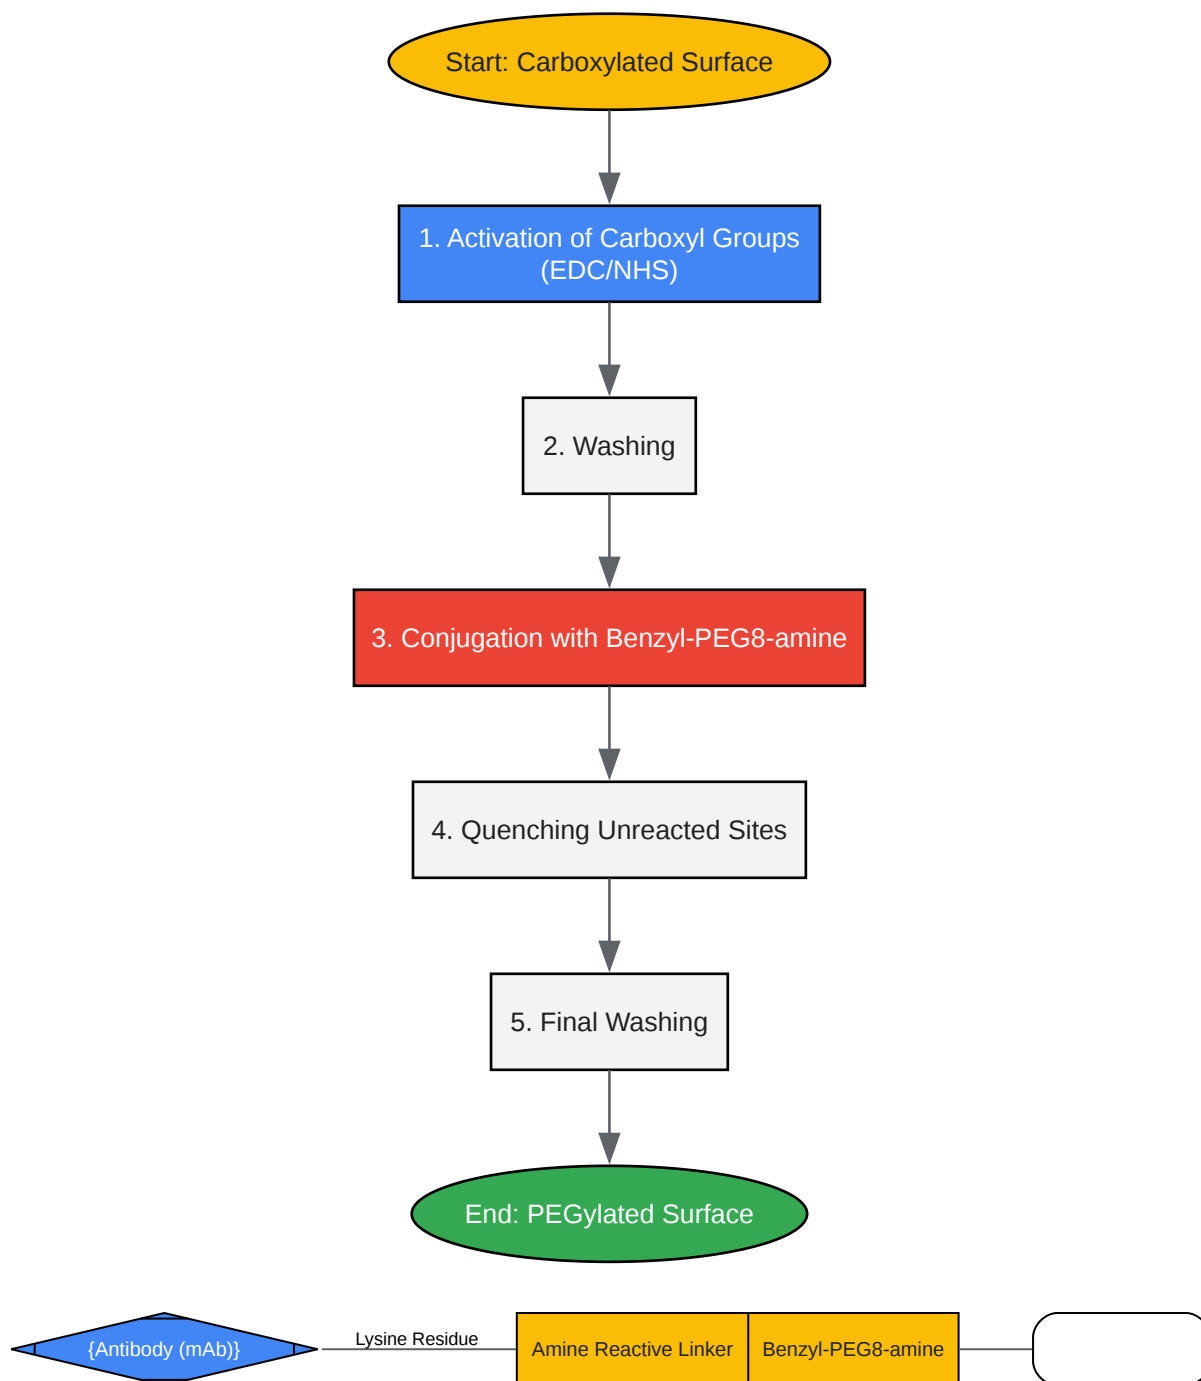 Start: Carboxylated Surface
1. Activation of Carboxyl Groups
(EDC/NHS)
2. Washing
3. Conjugation with Benzyl-PEG8-amine
4. Quenching Unreacted Sites
5. Final Washing
End: PEGylated Surface
{Antibody (mAb)}
Lysine Residue
Amine Reactive Linker
Benzyl-PEG8-amine